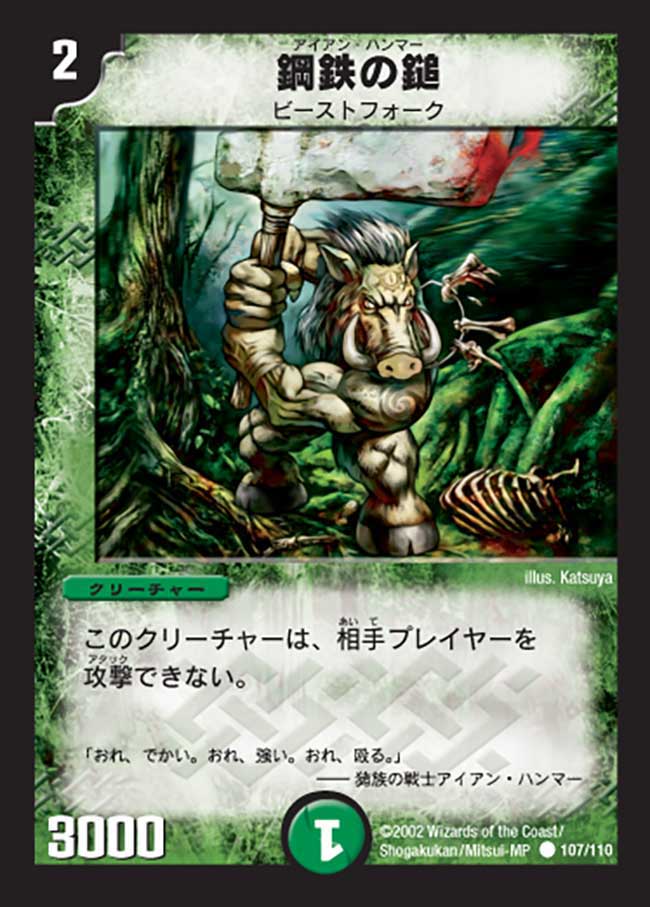 2
アイアン・ハンマー
鋼鉄の鎚
ビーストフォーク
illus. Katsuya
クリーチャー
このクリーチャーは、相手プレイヤーを
攻撃できない。
「おれ、でかい。おれ、強い。おれ、殴る。」
―― 猪族の戦士アイアン・ハンマー
3000
1
©2002 Wizards of the Coast/
Shogakukan/Mitsui-MP 107/110